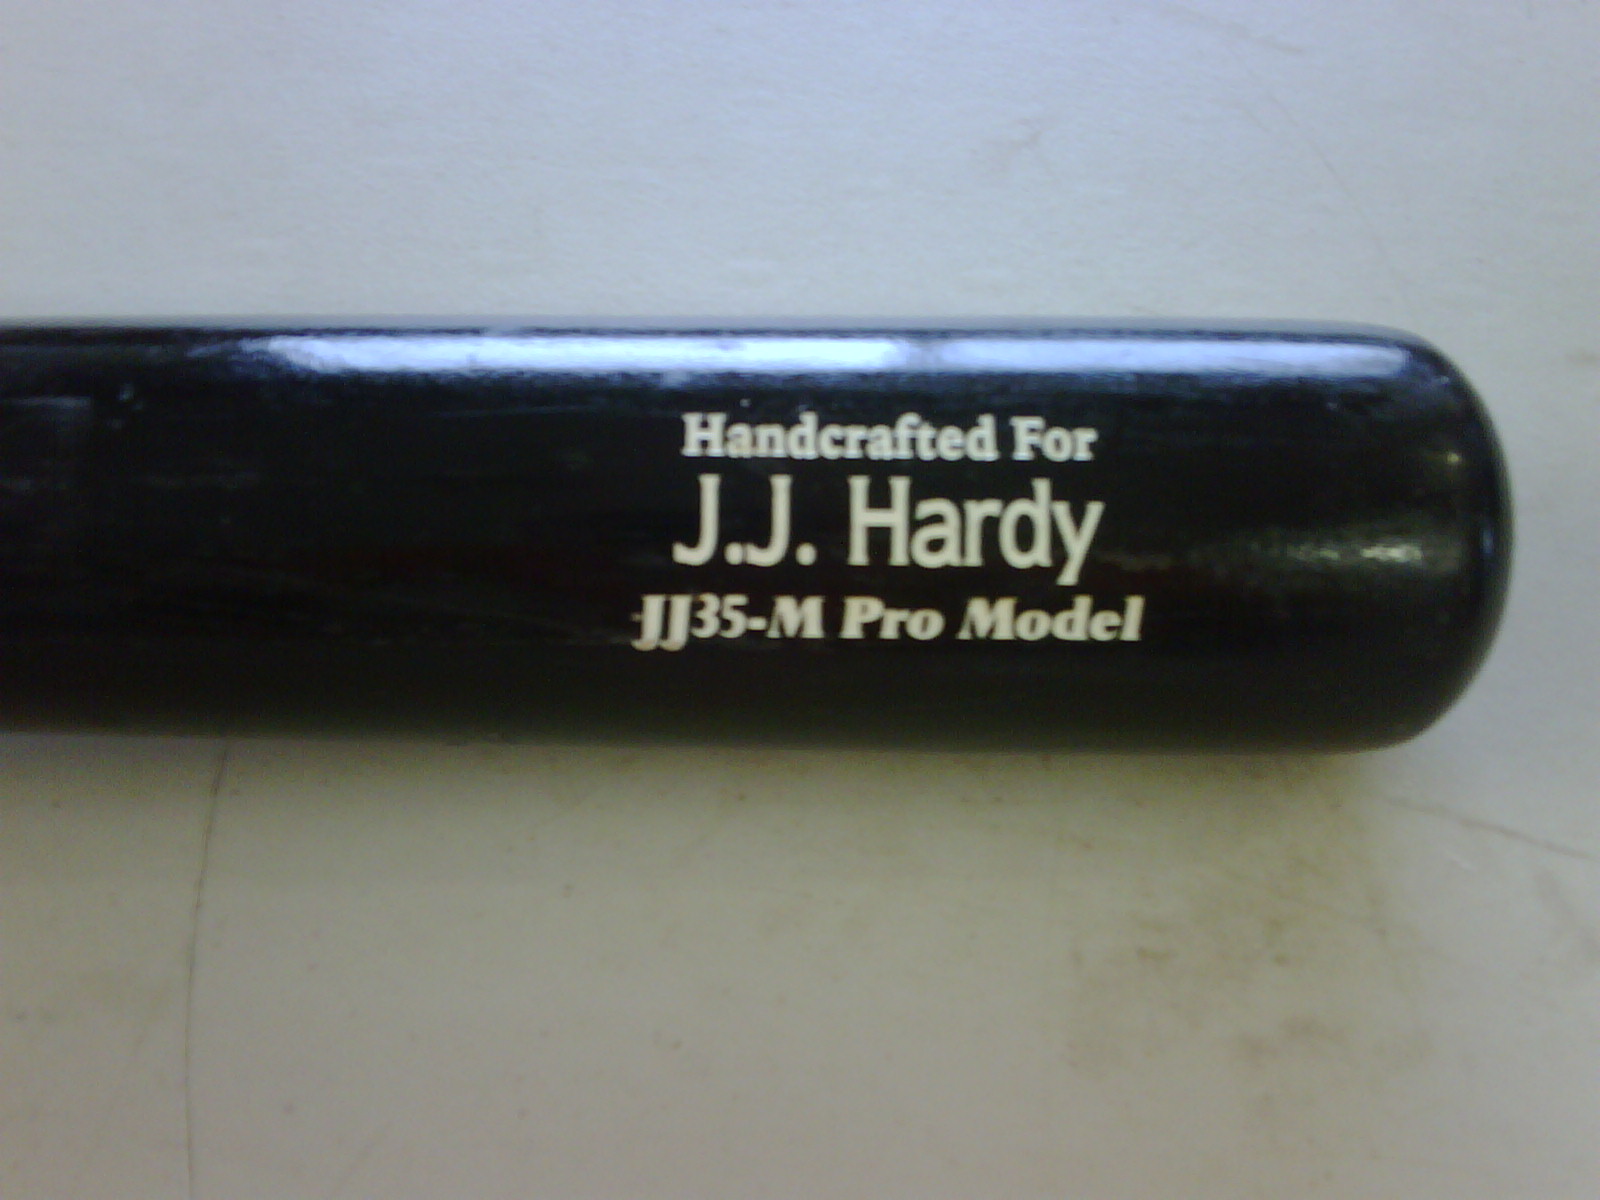 Handcrafted For
J.J. Hardy
JJ35-M Pro Model